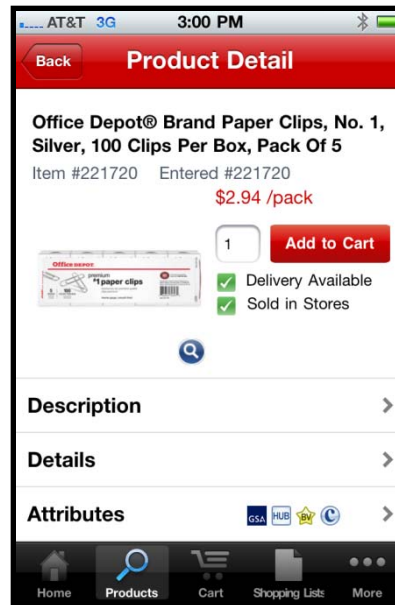 AT&T 3G 3:00 PM
Back Product Detail
Office Depot® Brand Paper Clips, No. 1,
Silver, 100 Clips Per Box, Pack Of 5
Item #221720 Entered #221720
$2.94 /pack
1 Add to Cart
Delivery Available
Sold in Stores
Office DEPOT
premium
#1 paper clips
Description
Details
Attributes GSA HUB BV C
Home Products Cart Shopping Lists More